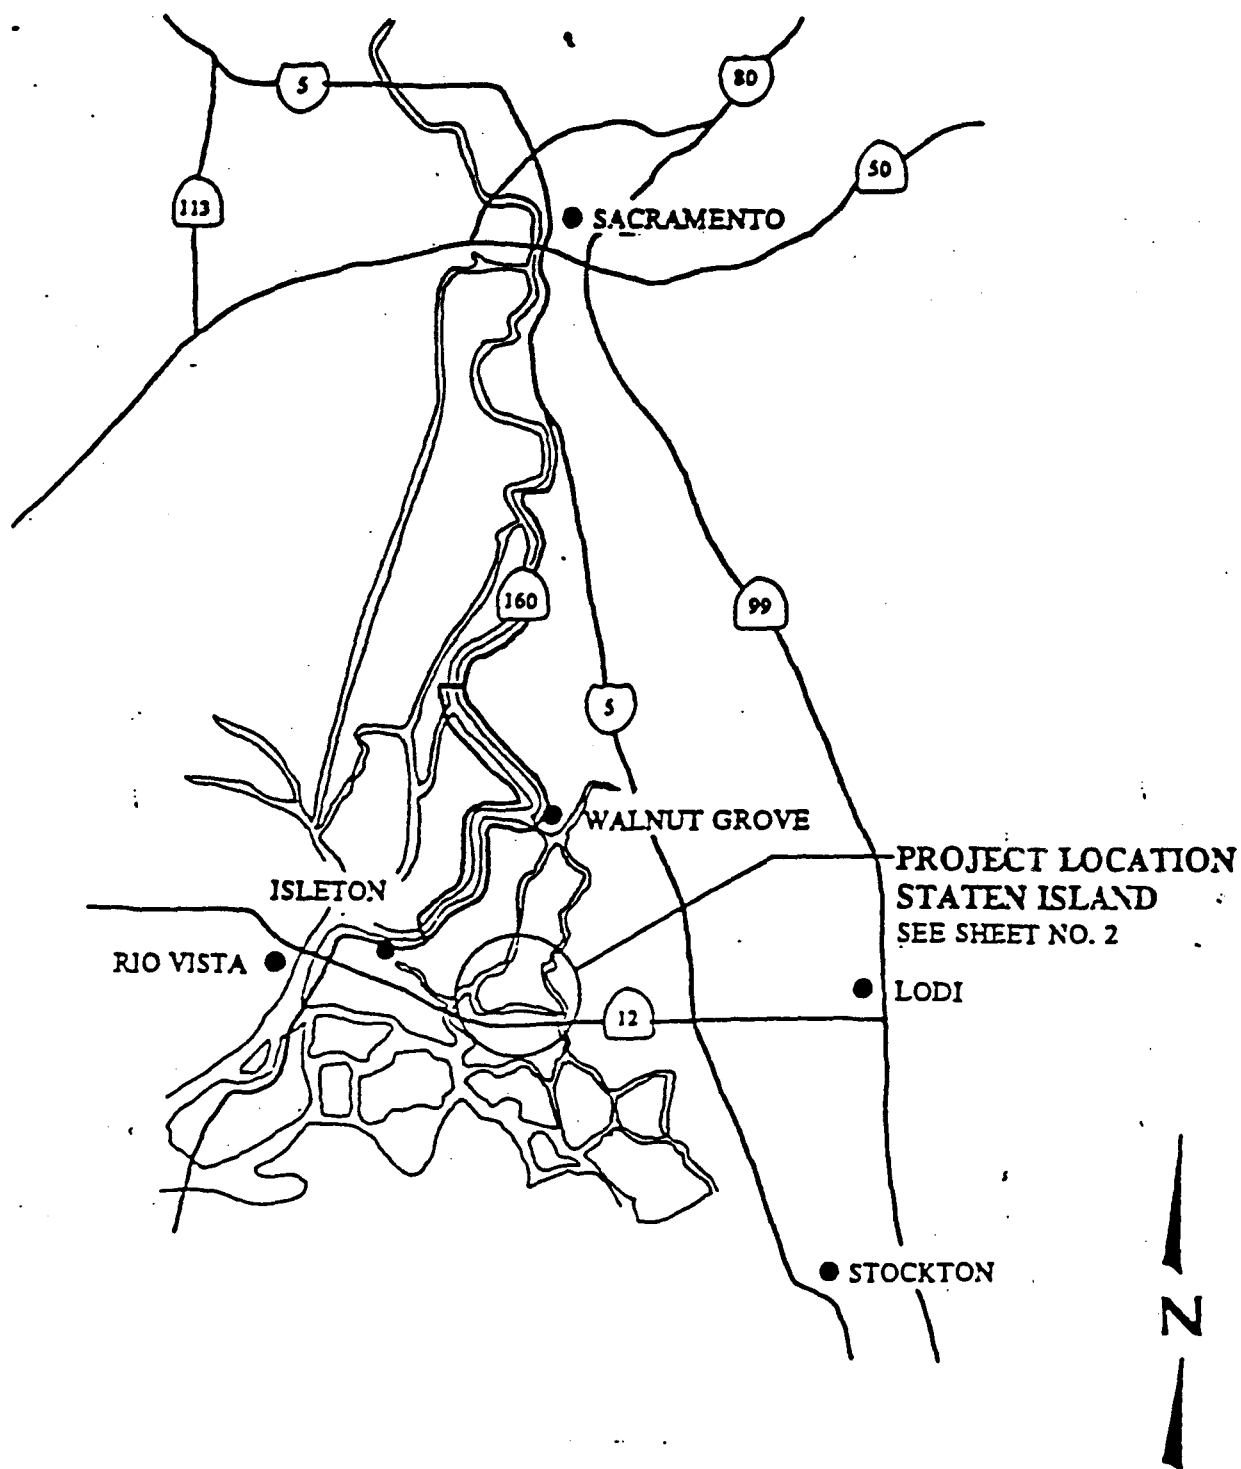 5
80
50
113
SACRAMENTO
160
99
5
WALNUT GROVE
PROJECT LOCATION
STATEN ISLAND
SEE SHEET NO. 2
ISLETON
RIO VISTA
LODI
12
STOCKTON
N